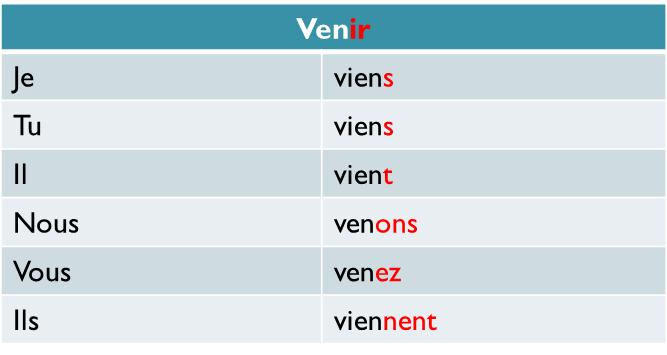 Venir
Je viens
Tu viens
Il vient
Nous venons
Vous venez
Ils viennent